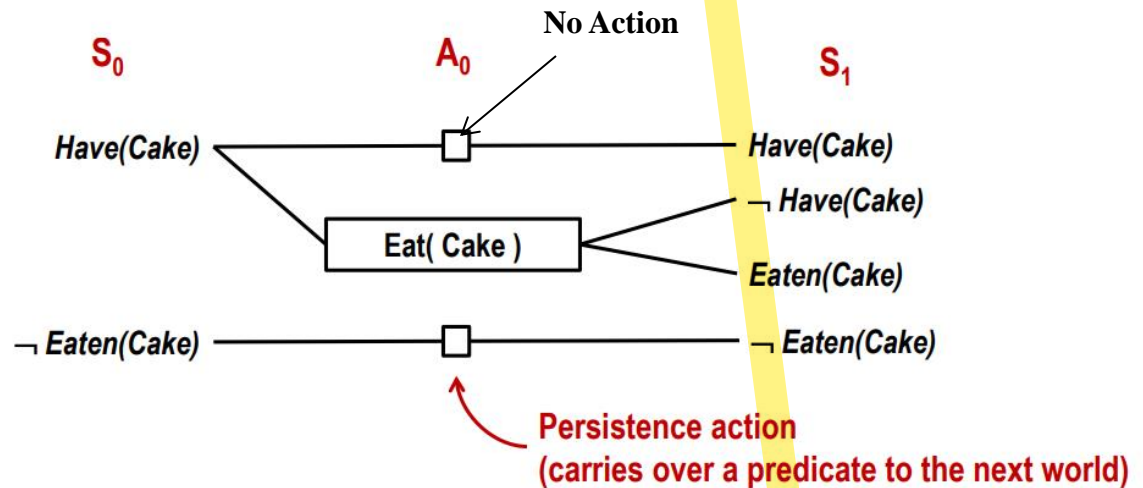 No Action
S₀ A₀ S₁
Have(Cake) Have(Cake)
¬ Have(Cake)
Eat( Cake )
Eaten(Cake)
¬ Eaten(Cake) ¬ Eaten(Cake)
Persistence action
(carries over a predicate to the next world)